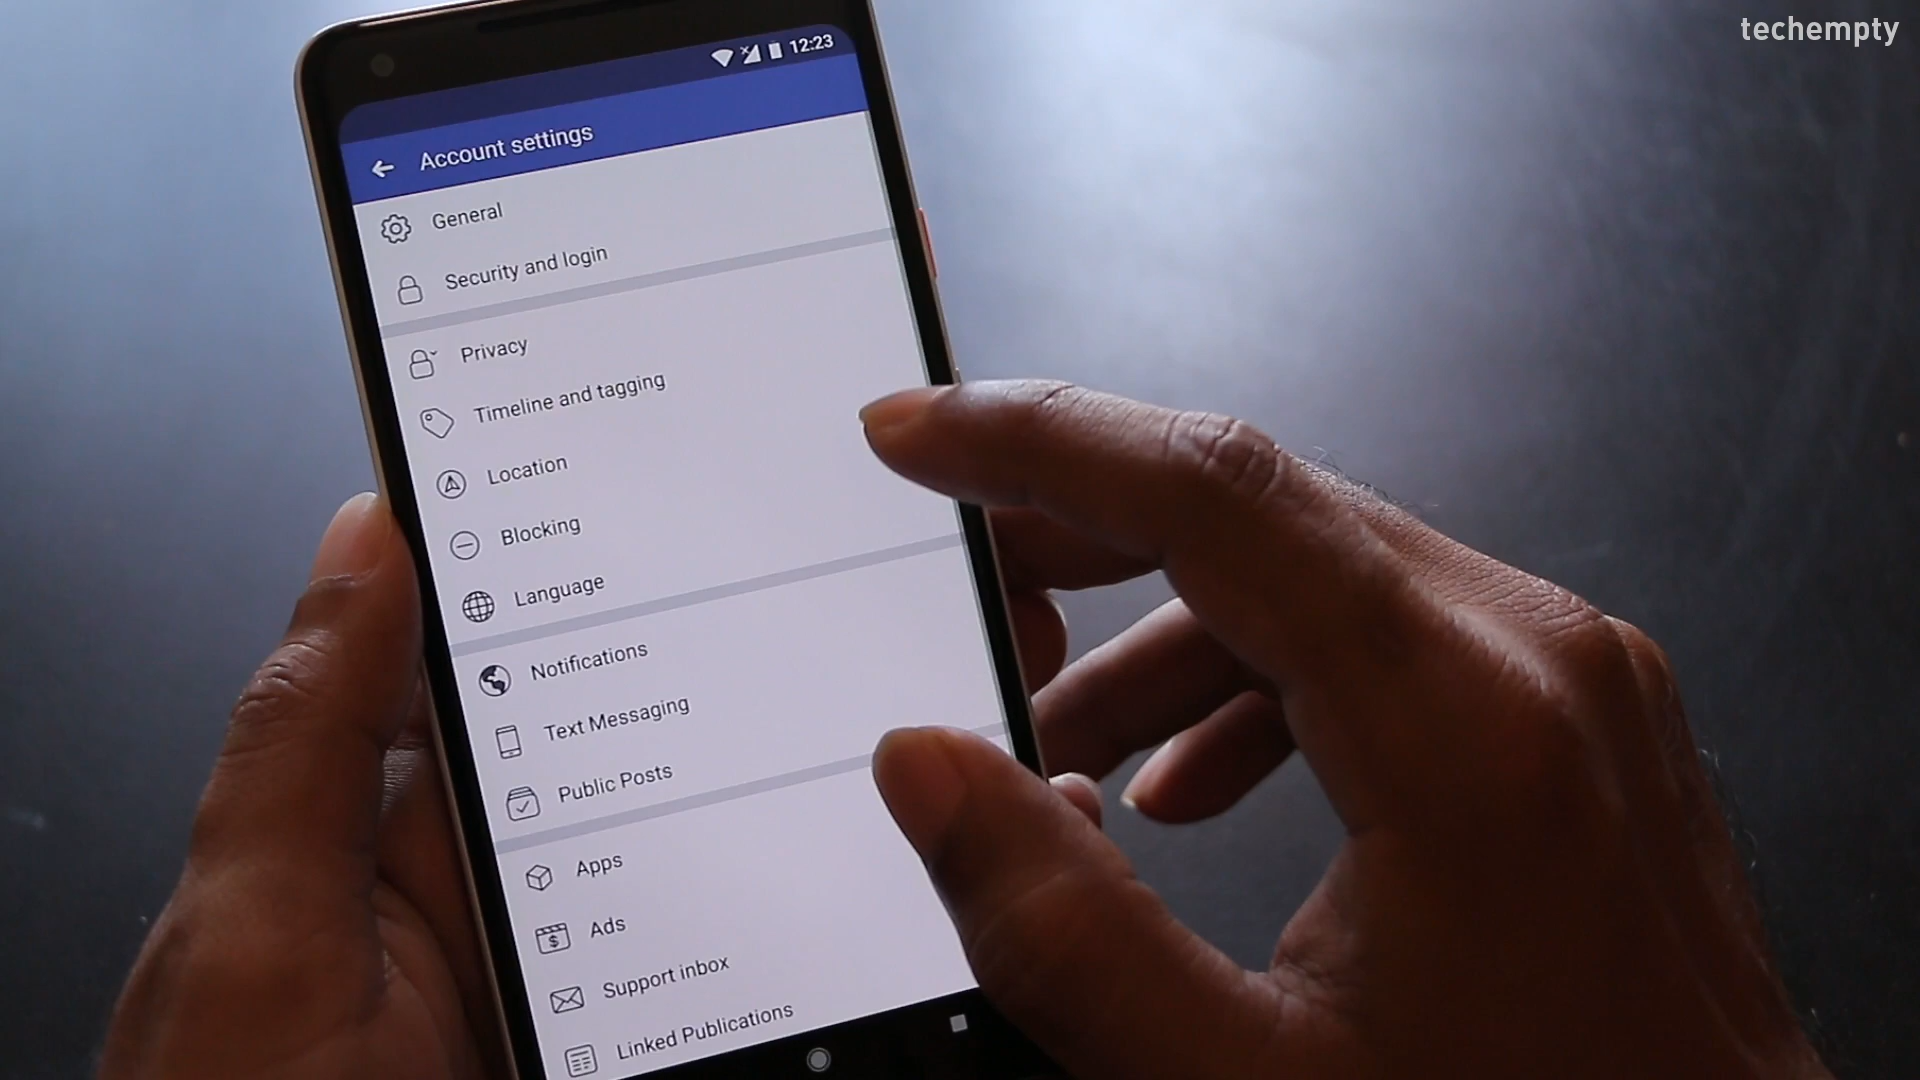 techempty
12:23
Account settings
General
Security and login
Privacy
Timeline and tagging
Location
Blocking
Language
Notifications
Text Messaging
Public Posts
Apps
Ads
Support inbox
Linked Publications